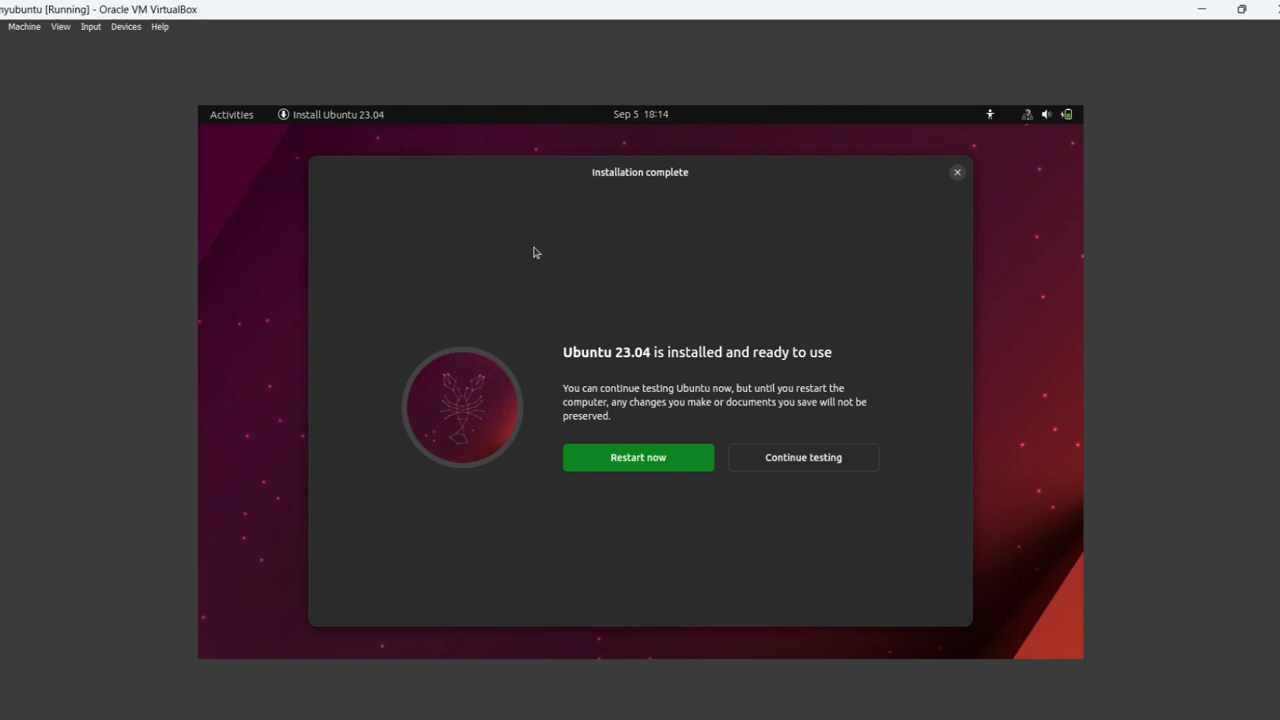 nyubuntu [Running] - Oracle VM VirtualBox
Machine View Input Devices Help
Activities Install Ubuntu 23.04 Sep 5 18:14
Installation complete
Ubuntu 23.04 is installed and ready to use
You can continue testing Ubuntu now, but until you restart the
computer, any changes you make or documents you save will not be
preserved.
Restart now Continue testing